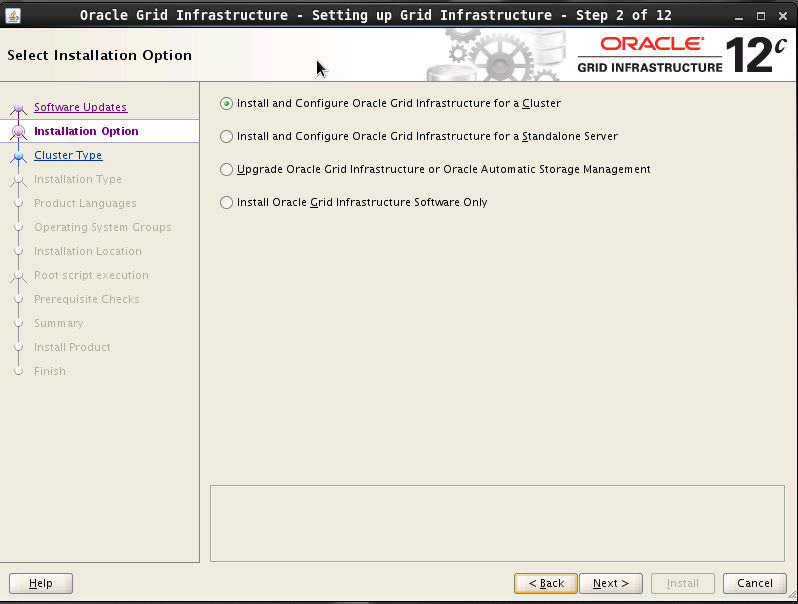 Oracle Grid Infrastructure - Setting up Grid Infrastructure - Step 2 of 12
Select Installation Option
ORACLE®
GRID INFRASTRUCTURE
12c
Software Updates
Installation Option
Cluster Type
Installation Type
Product Languages
Operating System Groups
Installation Location
Root script execution
Prerequisite Checks
Summary
Install Product
Finish
Install and Configure Oracle Grid Infrastructure for a Cluster
Install and Configure Oracle Grid Infrastructure for a Standalone Server
Upgrade Oracle Grid Infrastructure or Oracle Automatic Storage Management
Install Oracle Grid Infrastructure Software Only
Help
< Back
Next >
Install
Cancel